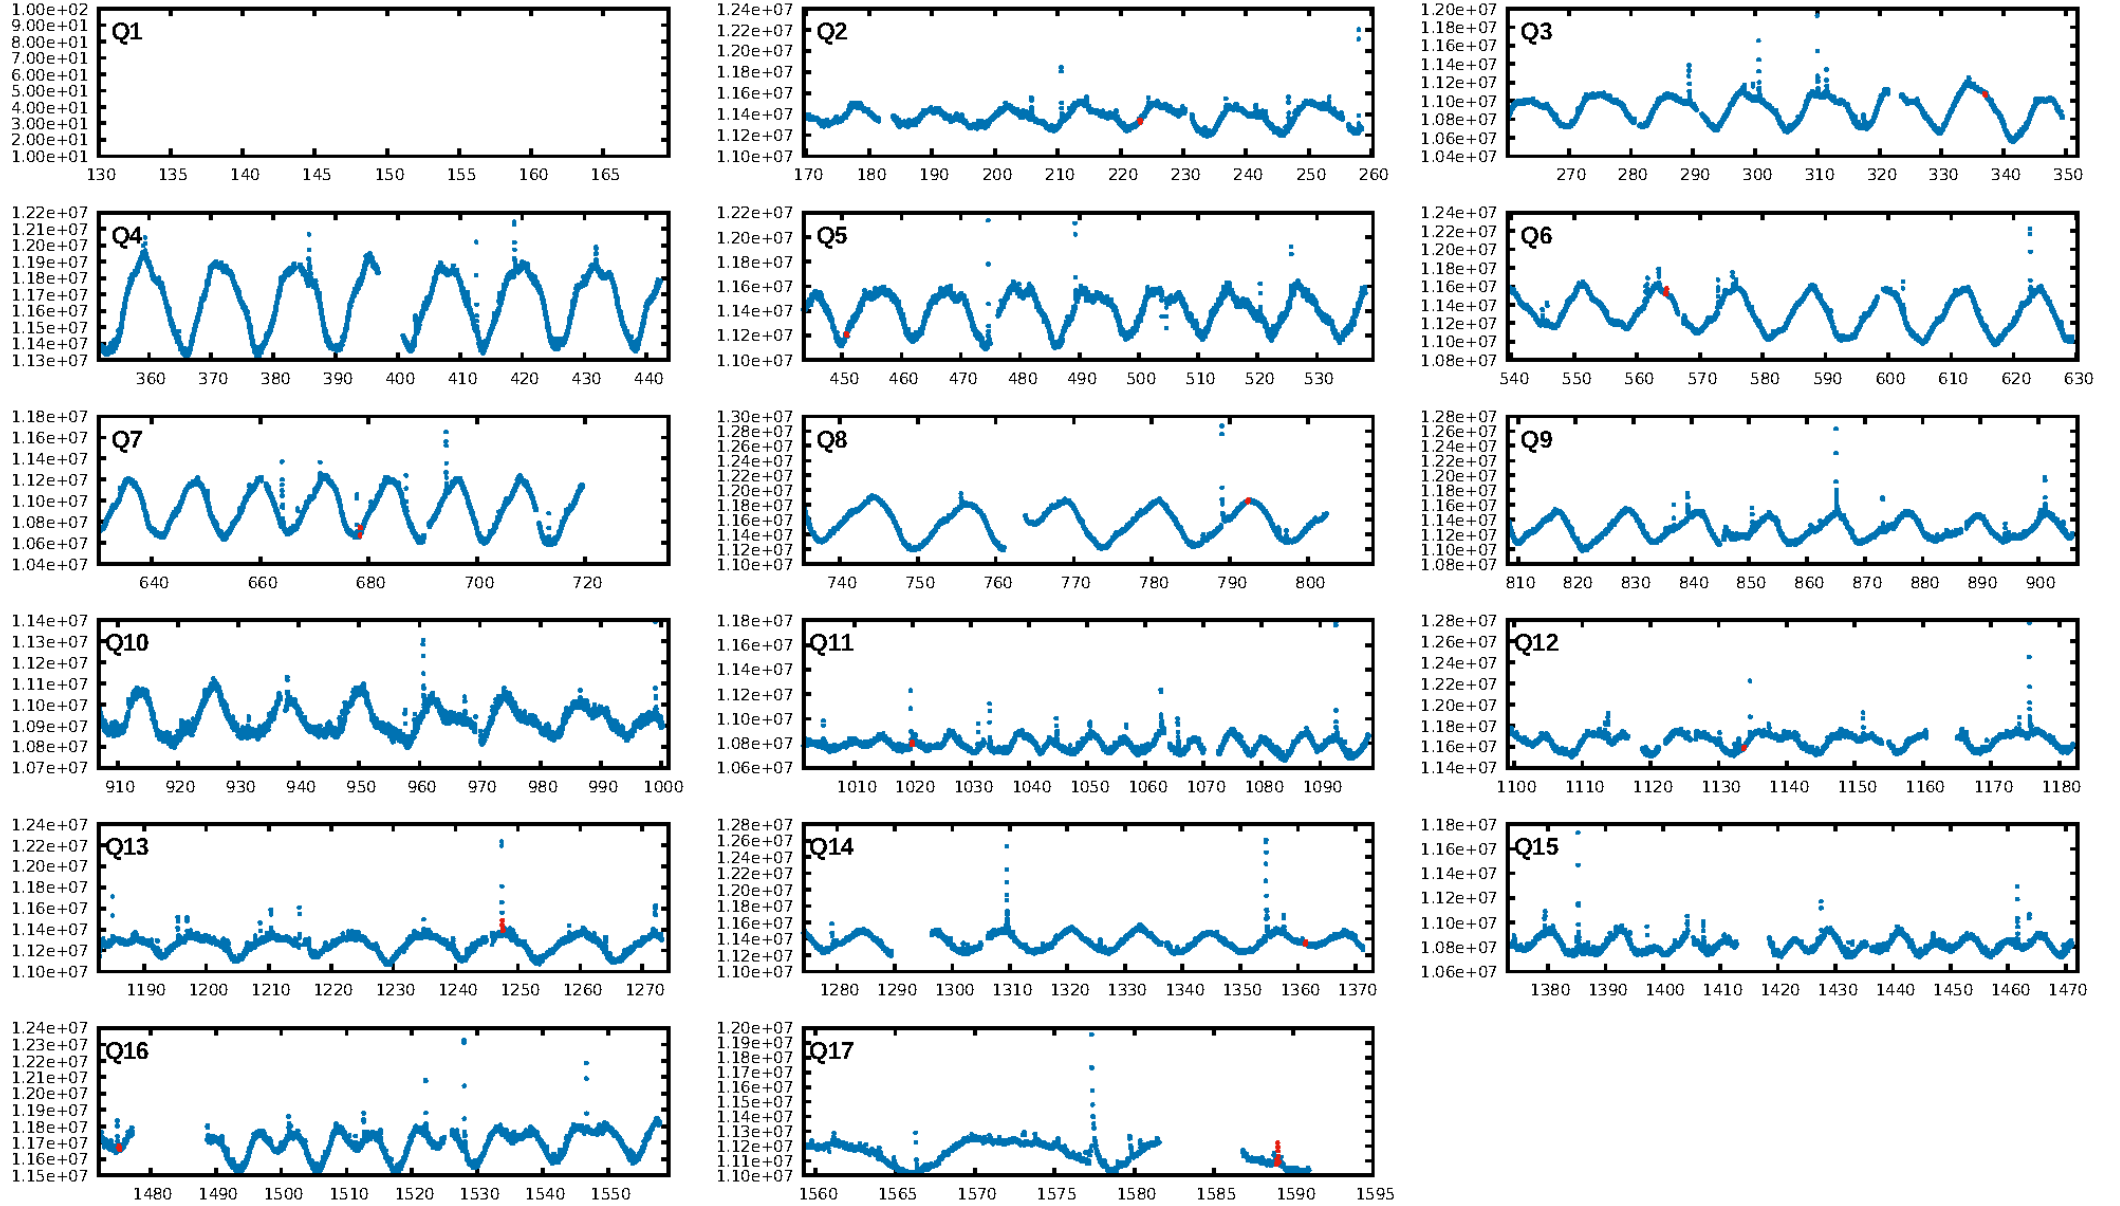 1.00e+02
Q1
9.00e+01
8.00e+01
7.00e+01
6.00e+01
5.00e+01
4.00e+01
3.00e+01
2.00e+01
1.00e+01
130 135 140 145 150 155 160 165
1.24e+07
Q2
1.22e+07
1.20e+07
1.18e+07
1.16e+07
1.14e+07
1.12e+07
1.10e+07
170 180 190 200 210 220 230 240 250 260
1.20e+07
Q3
1.18e+07
1.16e+07
1.14e+07
1.12e+07
1.10e+07
1.08e+07
1.06e+07
1.04e+07
270 280 290 300 310 320 330 340 350
1.22e+07
Q4
1.21e+07
1.20e+07
1.19e+07
1.18e+07
1.17e+07
1.16e+07
1.15e+07
1.14e+07
1.13e+07
360 370 380 390 400 410 420 430 440
1.22e+07
Q5
1.20e+07
1.18e+07
1.16e+07
1.14e+07
1.12e+07
1.10e+07
450 460 470 480 490 500 510 520 530
1.24e+07
Q6
1.22e+07
1.20e+07
1.18e+07
1.16e+07
1.14e+07
1.12e+07
1.10e+07
1.08e+07
540 550 560 570 580 590 600 610 620 630
1.18e+07
Q7
1.16e+07
1.14e+07
1.12e+07
1.10e+07
1.08e+07
1.06e+07
1.04e+07
640 660 680 700 720
1.30e+07
Q8
1.28e+07
1.26e+07
1.24e+07
1.22e+07
1.20e+07
1.18e+07
1.16e+07
1.14e+07
1.12e+07
1.10e+07
740 750 760 770 780 790 800
1.28e+07
Q9
1.26e+07
1.24e+07
1.22e+07
1.20e+07
1.18e+07
1.16e+07
1.14e+07
1.12e+07
1.10e+07
1.08e+07
810 820 830 840 850 860 870 880 890 900
1.14e+07
Q10
1.13e+07
1.12e+07
1.11e+07
1.10e+07
1.09e+07
1.08e+07
1.07e+07
910 920 930 940 950 960 970 980 990 1000
1.18e+07
Q11
1.16e+07
1.14e+07
1.12e+07
1.10e+07
1.08e+07
1.06e+07
1010 1020 1030 1040 1050 1060 1070 1080 1090
1.28e+07
Q12
1.26e+07
1.24e+07
1.22e+07
1.20e+07
1.18e+07
1.16e+07
1.14e+07
1100 1110 1120 1130 1140 1150 1160 1170 1180
1.24e+07
Q13
1.22e+07
1.20e+07
1.18e+07
1.16e+07
1.14e+07
1.12e+07
1.10e+07
1190 1200 1210 1220 1230 1240 1250 1260 1270
1.28e+07
Q14
1.26e+07
1.24e+07
1.22e+07
1.20e+07
1.18e+07
1.16e+07
1.14e+07
1.12e+07
1.10e+07
1280 1290 1300 1310 1320 1330 1340 1350 1360 1370
1.18e+07
Q15
1.16e+07
1.14e+07
1.12e+07
1.10e+07
1.08e+07
1.06e+07
1380 1390 1400 1410 1420 1430 1440 1450 1460 1470
1.24e+07
Q16
1.23e+07
1.22e+07
1.21e+07
1.20e+07
1.19e+07
1.18e+07
1.17e+07
1.16e+07
1.15e+07
1480 1490 1500 1510 1520 1530 1540 1550
1.20e+07
Q17
1.19e+07
1.18e+07
1.17e+07
1.16e+07
1.15e+07
1.14e+07
1.13e+07
1.12e+07
1.11e+07
1.10e+07
1560 1565 1570 1575 1580 1585 1590 1595